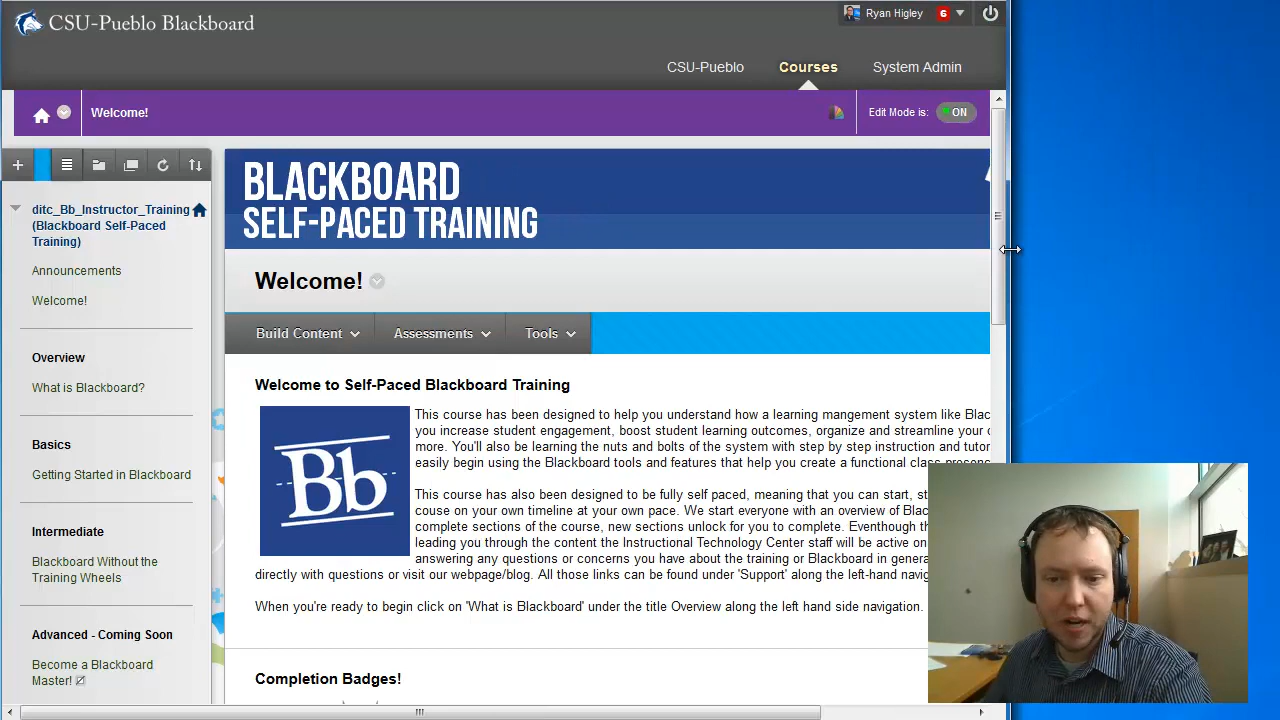 CSU-Pueblo Blackboard
Ryan Higley 6
CSU-Pueblo Courses System Admin
Welcome!
Edit Mode is: ON
ditc_Bb_Instructor_Training
(Blackboard Self-Paced
Training)
Announcements
Welcome!
Overview
What is Blackboard?
Basics
Getting Started in Blackboard
Intermediate
Blackboard Without the
Training Wheels
Advanced - Coming Soon
Become a Blackboard
Master!
BLACKBOARD
SELF-PACED TRAINING
Welcome!
Build Content Assessments Tools
Welcome to Self-Paced Blackboard Training
Bb
This course has been designed to help you understand how a learning mangement system like Blac
you increase student engagement, boost student learning outcomes, organize and streamline your
more. You'll also be learning the nuts and bolts of the system with step by step instruction and tutor
easily begin using the Blackboard tools and features that help you create a functional class
This course has also been designed to be fully self paced, meaning that you can start, st
couse on your own timeline at your own pace. We start everyone with an overview of Blac
complete sections of the course, new sections unlock for you to complete. Eventhough th
leading you through the content the Instructional Technology Center staff will be active on
answering any questions or concerns you have about the training or Blackboard in genera
directly with questions or visit our webpage/blog. All those links can be found under 'Support' along the left-hand navig
When you're ready to begin click on 'What is Blackboard' under the title Overview along the left hand side navigation.
Completion Badges!